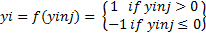 yi = f(yinj) = { 1 if yinj > 0
−1 if yinj ≤ 0